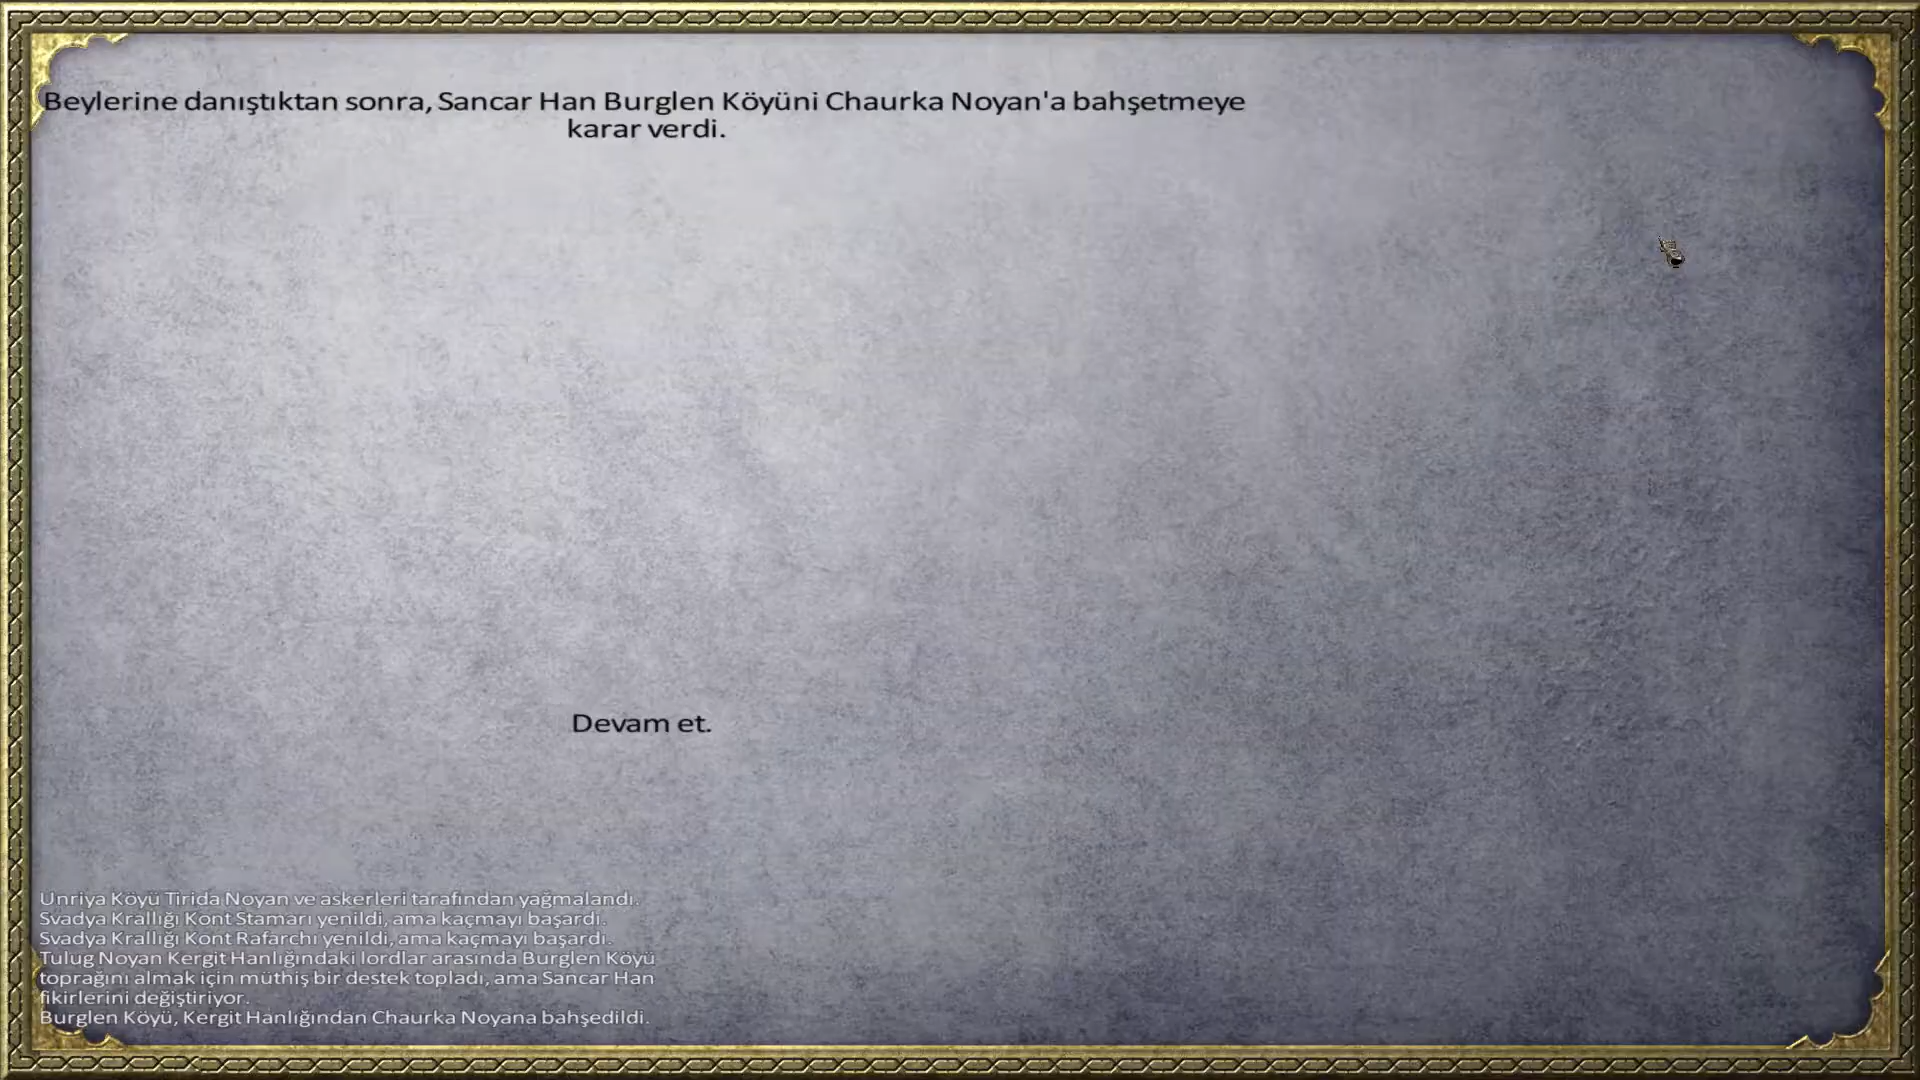 Beylerine danıştıktan sonra, Sancar Han Burglen Köyüni Chaurka Noyan'a bahşetmeye
karar verdi.
Devam et.
Unriya Köyü Tirida Noyan ve askerleri tarafından yağmalandı.
Svadya Krallığı Kont Stamarı yenildi, ama kaçmayı başardı.
Svadya Krallığı Kont Rafarchı yenildi, ama kaçmayı başardı.
Tulug Noyan Kergit Hanlığındaki lordlar arasında Burglen Köyü
toprağını almak için müthiş bir destek topladı, ama Sancar Han
fikirlerini değiştiriyor.
Burglen Köyü, Kergit Hanlığından Chaurka Noyana bahşedildi.